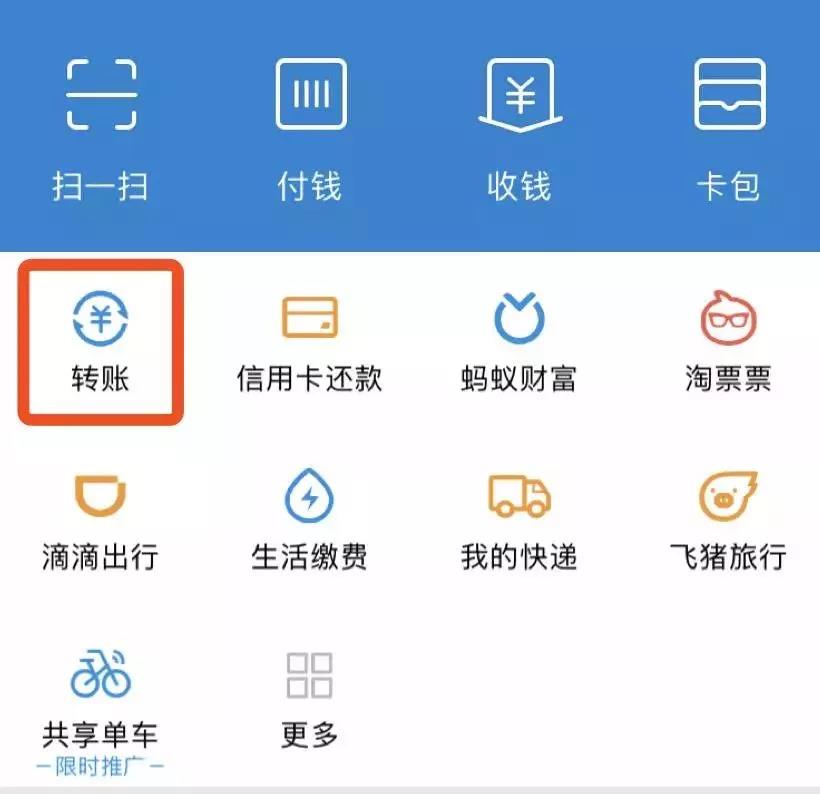 扫一扫 付钱 收钱 卡包
转账 信用卡还款 蚂蚁财富 淘票票
滴滴出行 生活缴费 我的快递 飞猪旅行
共享单车 更多
限时推广